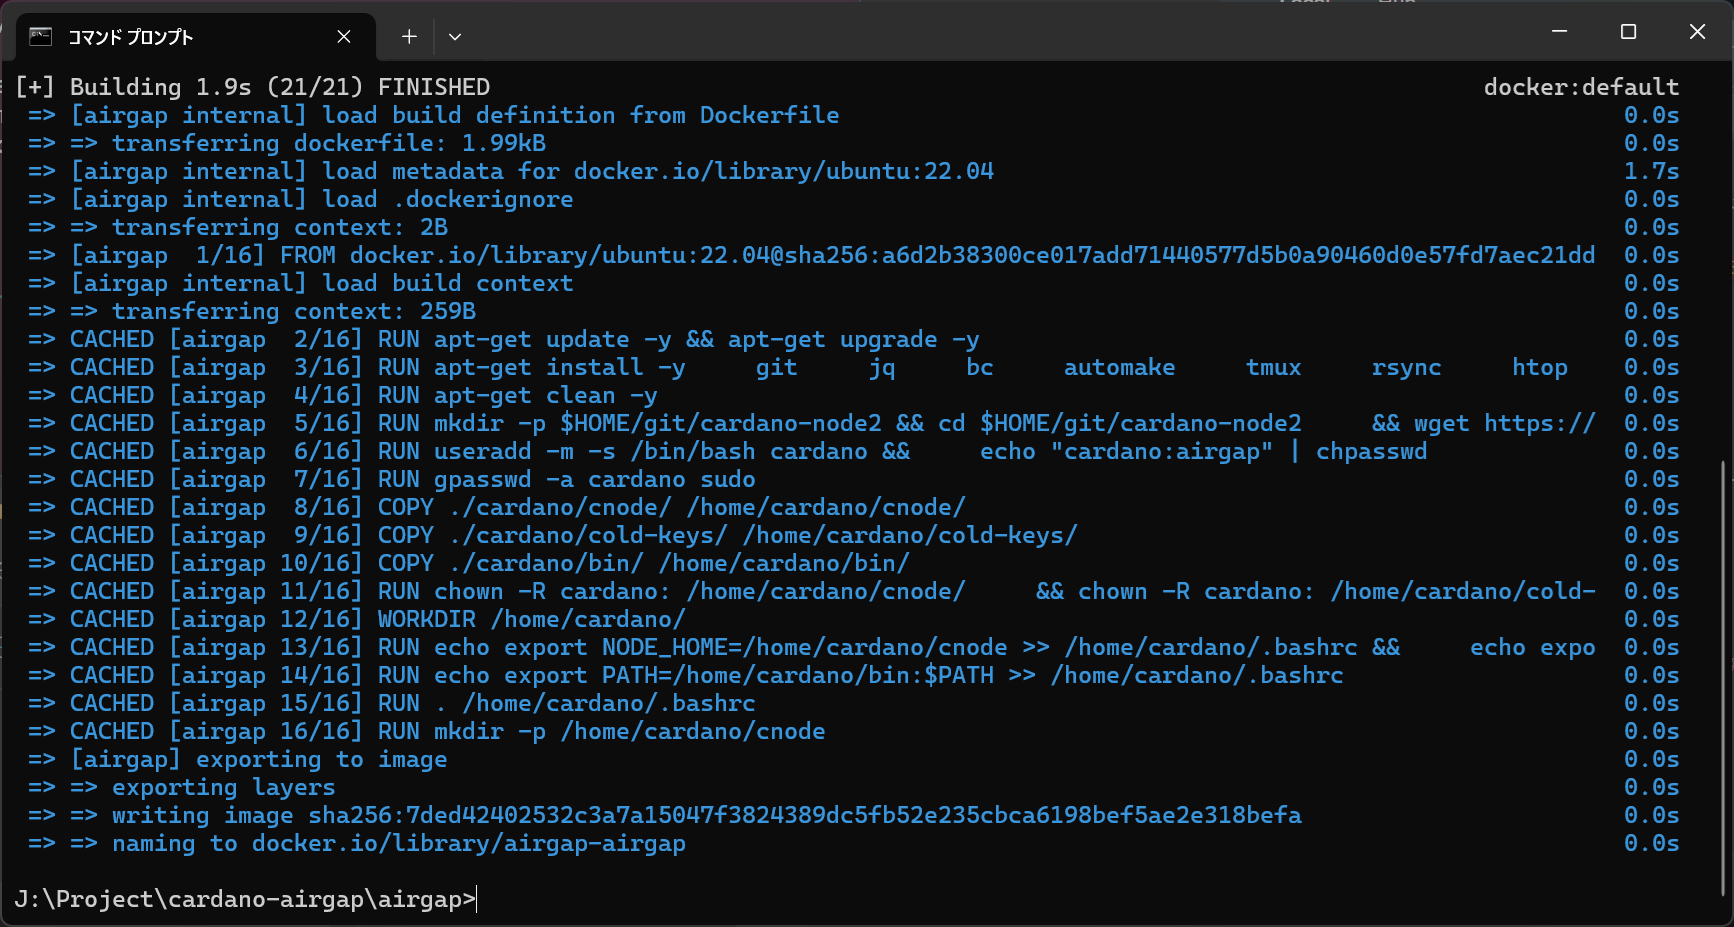 コマンド プロンプト
[+] Building 1.9s (21/21) FINISHED docker:default
=> [airgap internal] load build definition from Dockerfile 0.0s
=> => transferring dockerfile: 1.99kB 0.0s
=> [airgap internal] load metadata for docker.io/library/ubuntu:22.04 1.7s
=> [airgap internal] load .dockerignore 0.0s
=> => transferring context: 2B 0.0s
=> [airgap 1/16] FROM docker.io/library/ubuntu:22.04@sha256:a6d2b38300ce017add71440577d5b0a90460d0e57fd7aec21dd 0.0s
=> [airgap internal] load build context 0.0s
=> => transferring context: 259B 0.0s
=> CACHED [airgap 2/16] RUN apt-get update -y && apt-get upgrade -y 0.0s
=> CACHED [airgap 3/16] RUN apt-get install -y git jq bc automake tmux rsync htop 0.0s
=> CACHED [airgap 4/16] RUN apt-get clean -y 0.0s
=> CACHED [airgap 5/16] RUN mkdir -p $HOME/git/cardano-node2 && cd $HOME/git/cardano-node2 && wget https:// 0.0s
=> CACHED [airgap 6/16] RUN useradd -m -s /bin/bash cardano && echo "cardano:airgap" | chpasswd 0.0s
=> CACHED [airgap 7/16] RUN gpasswd -a cardano sudo 0.0s
=> CACHED [airgap 8/16] COPY ./cardano/cnode/ /home/cardano/cnode/ 0.0s
=> CACHED [airgap 9/16] COPY ./cardano/cold-keys/ /home/cardano/cold-keys/ 0.0s
=> CACHED [airgap 10/16] COPY ./cardano/bin/ /home/cardano/bin/ 0.0s
=> CACHED [airgap 11/16] RUN chown -R cardano: /home/cardano/cnode/ && chown -R cardano: /home/cardano/cold- 0.0s
=> CACHED [airgap 12/16] WORKDIR /home/cardano/ 0.0s
=> CACHED [airgap 13/16] RUN echo export NODE_HOME=/home/cardano/cnode >> /home/cardano/.bashrc && echo expo 0.0s
=> CACHED [airgap 14/16] RUN echo export PATH=/home/cardano/bin:$PATH >> /home/cardano/.bashrc 0.0s
=> CACHED [airgap 15/16] RUN . /home/cardano/.bashrc 0.0s
=> CACHED [airgap 16/16] RUN mkdir -p /home/cardano/cnode 0.0s
=> [airgap] exporting to image 0.0s
=> => exporting layers 0.0s
=> => writing image sha256:7ded42402532c3a7a15047f3824389dc5fb52e235cbca6198bef5ae2e318befa 0.0s
=> => naming to docker.io/library/airgap-airgap 0.0s
J:\Project\cardano-airgap\airgap>